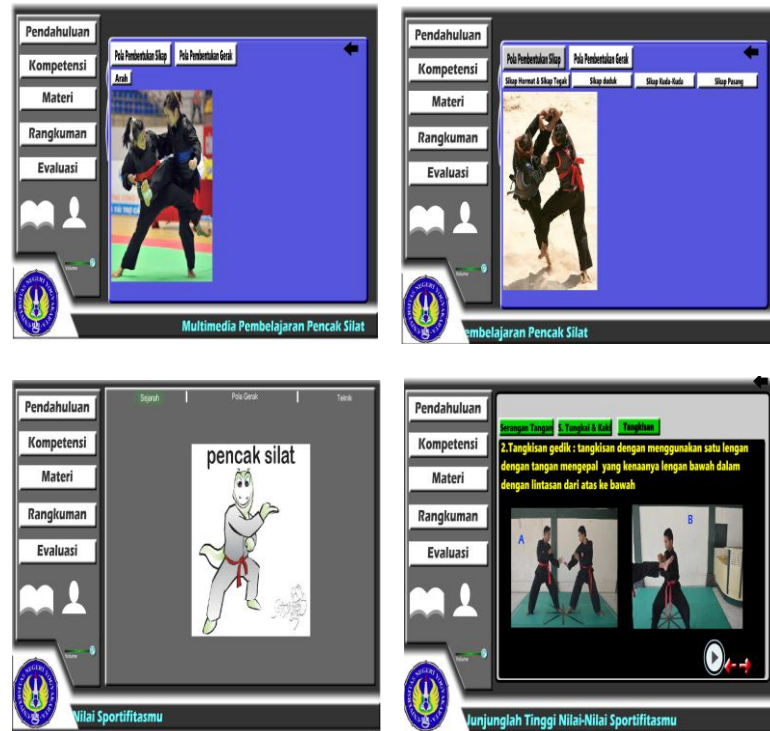 Pendahuluan
Kompetensi
Materi
Rangkuman
Evaluasi
Volume
Pola Pembentukan Sikap
Pola Pembentukan Gerak
Arah
Multimedia Pembelajaran Pencak Silat
Pendahuluan
Kompetensi
Materi
Rangkuman
Evaluasi
Volume
Pola Pembentukan Sikap
Pola Pembentukan Gerak
Sikap Hormat & Sikap Tegak
Sikap duduk
Sikap Kuda-Kuda
Sikap Pasang
embelajaran Pencak Silat
Pendahuluan
Kompetensi
Materi
Rangkuman
Evaluasi
Volume
Sejarah
Pola Gerak
Teknik
pencak silat
Nilai Sportifitasmu
Pendahuluan
Kompetensi
Materi
Rangkuman
Evaluasi
Volume
Serangan Tangan
S. Tungkai & Kaki
Tangkisan
2.Tangkisan gedik : tangkisan dengan menggunakan satu lengan
dengan tangan mengepal yang kenaanya lengan bawah dalam
dengan lintasan dari atas ke bawah
A
B
Junjunglah Tinggi Nilai-Nilai Sportifitasmu